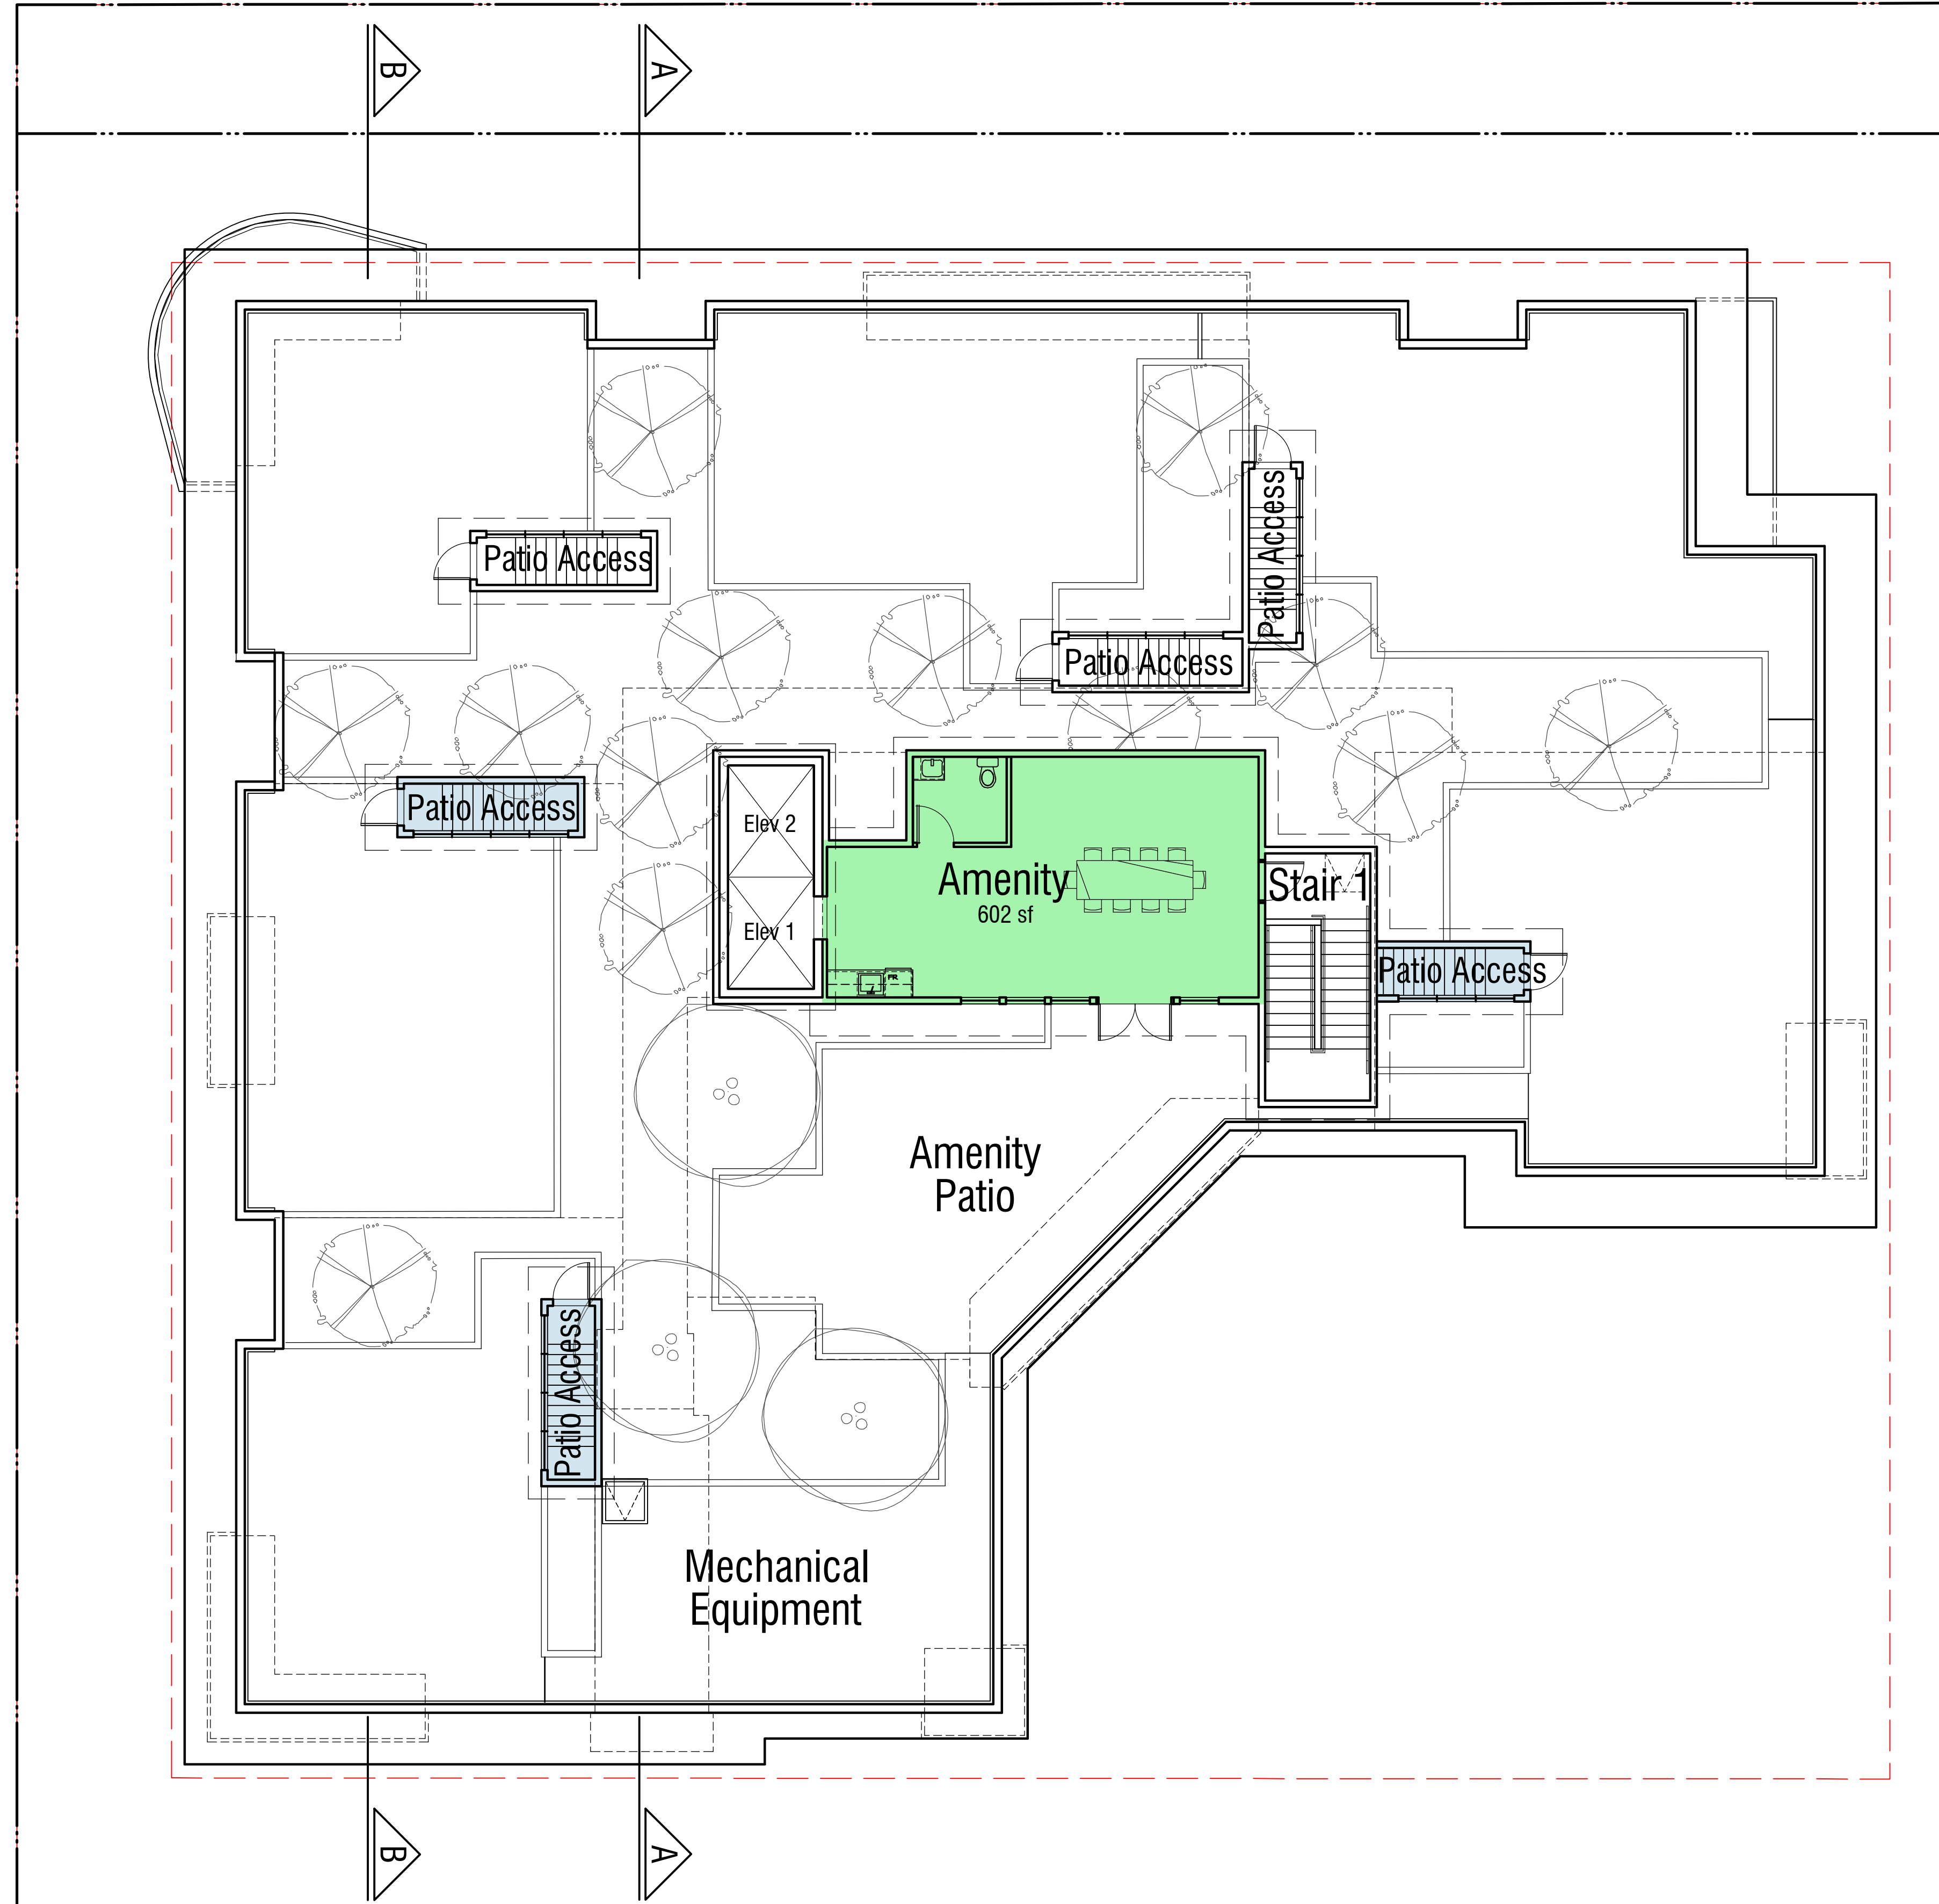 B
A
Patio Access
Patio Access
Patio Access
Patio Access
Elev 2
Elev 1
Amenity
602 sf
Stair 1
FR
Patio Access
Amenity
Patio
Patio Access
Mechanical
Equipment
B
A